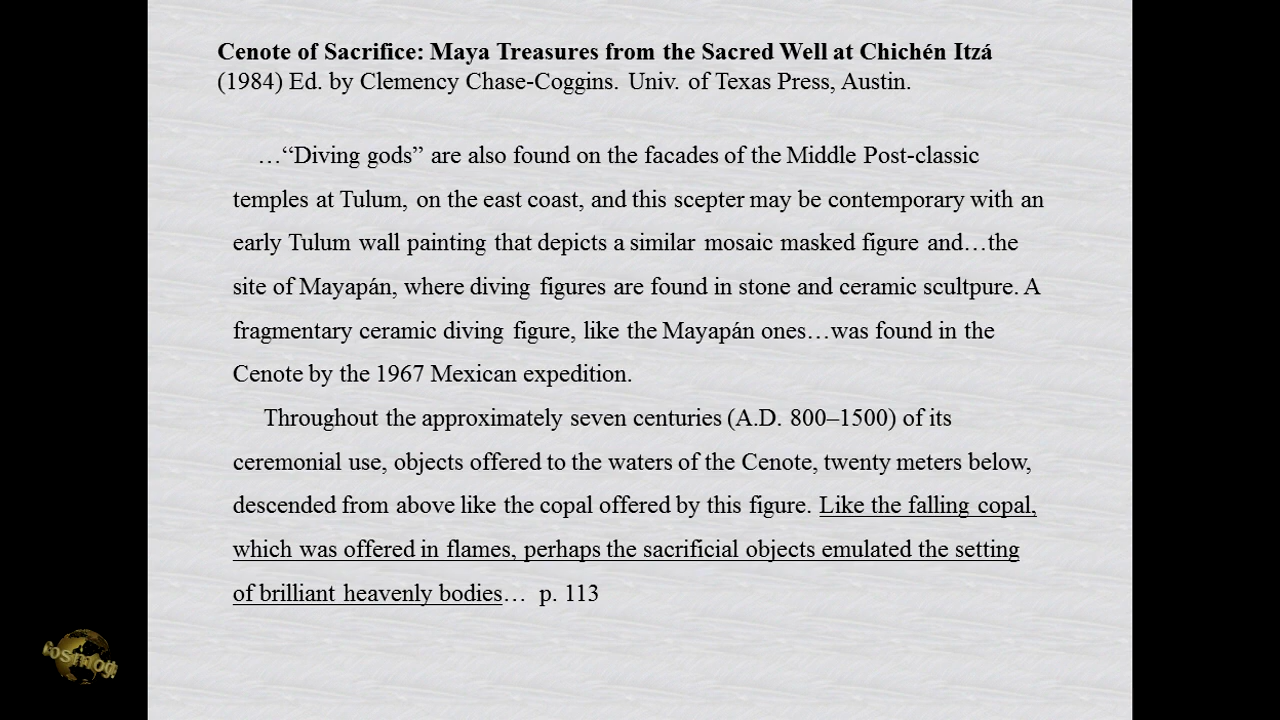 Cenote of Sacrifice: Maya Treasures from the Sacred Well at Chichén Itzá
(1984) Ed. by Clemency Chase-Coggins. Univ. of Texas Press, Austin.
…“Diving gods” are also found on the facades of the Middle Post-classic
temples at Tulum, on the east coast, and this scepter may be contemporary with an
early Tulum wall painting that depicts a similar mosaic masked figure and…the
site of Mayapán, where diving figures are found in stone and ceramic scultpure. A
fragmentary ceramic diving figure, like the Mayapán ones…was found in the
Cenote by the 1967 Mexican expedition.
Throughout the approximately seven centuries (A.D. 800–1500) of its
ceremonial use, objects offered to the waters of the Cenote, twenty meters below,
descended from above like the copal offered by this figure. Like the falling copal,
which was offered in flames, perhaps the sacrificial objects emulated the setting
of brilliant heavenly bodies… p. 113